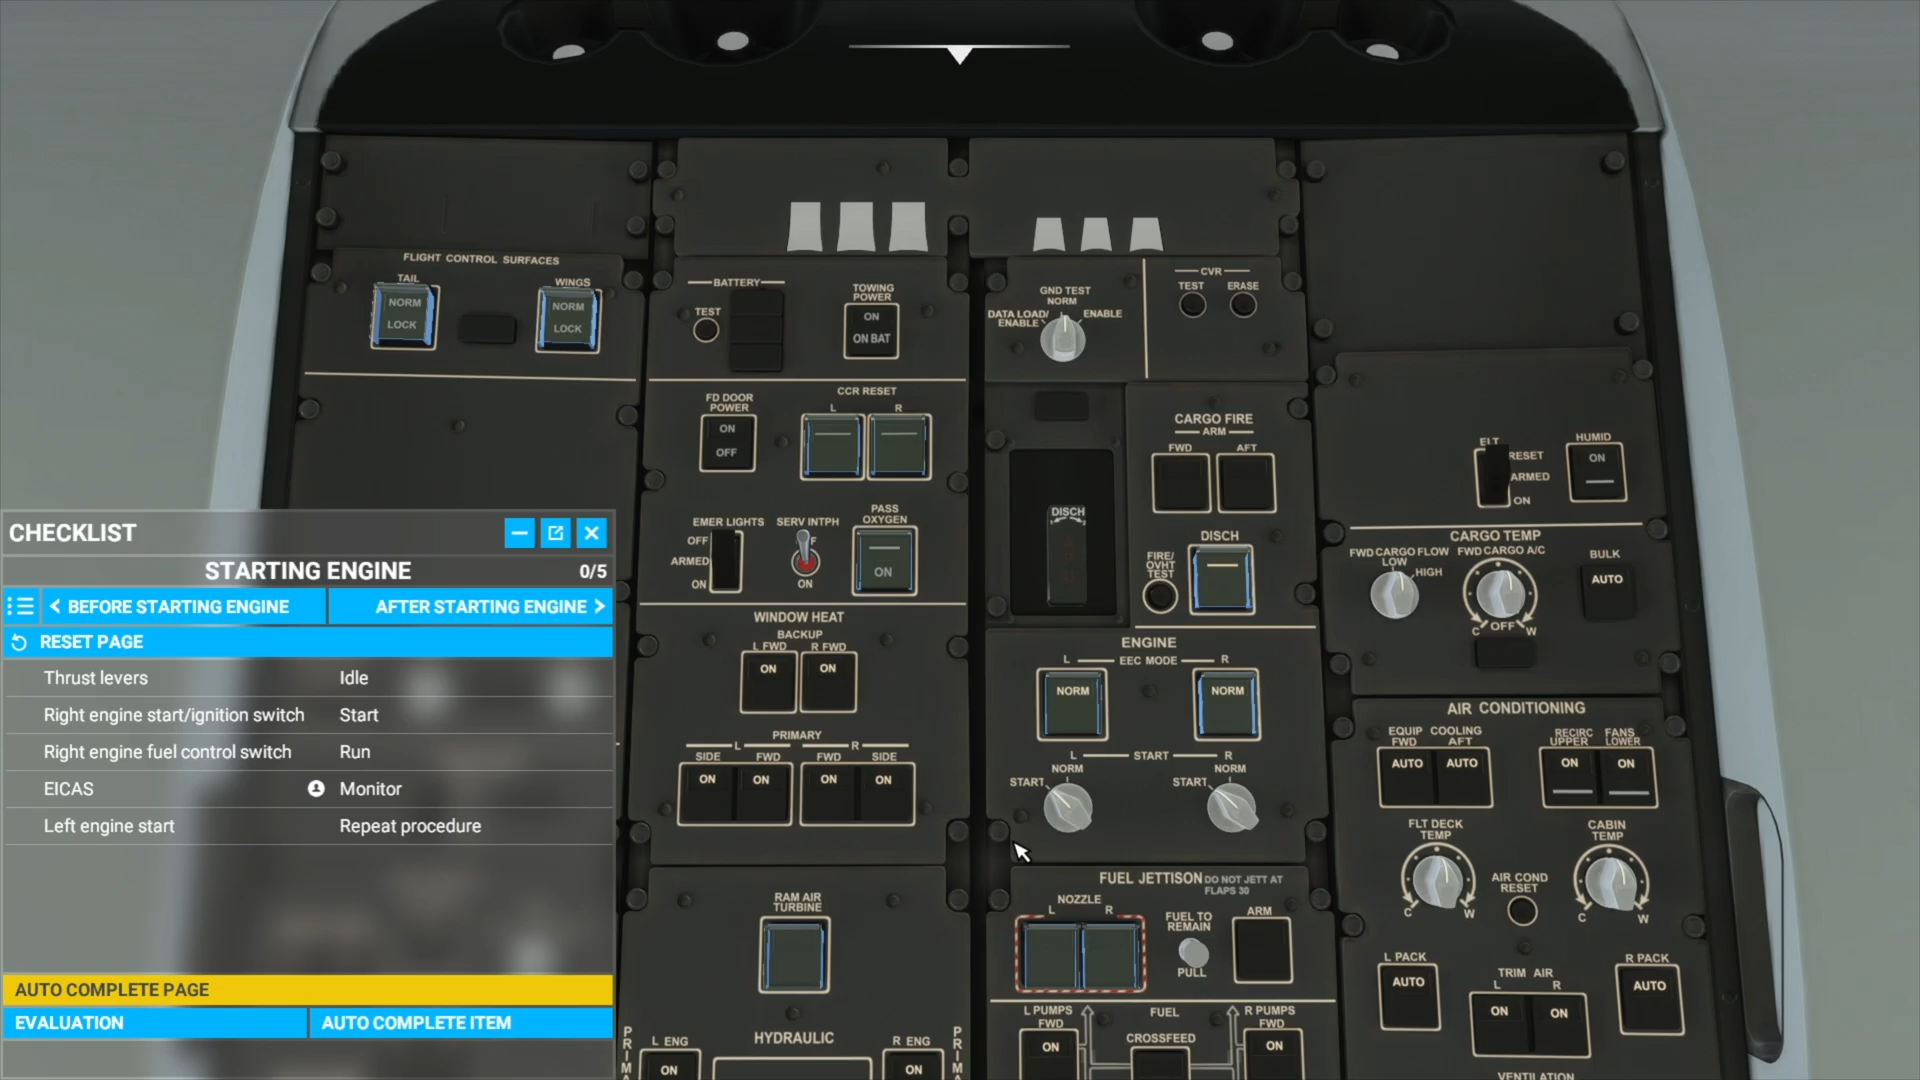 FLIGHT CONTROL SURFACES
TAIL
WINGS
NORM
LOCK
NORM
LOCK
BATTERY
TEST
TOWING
POWER
ON
ON BAT
GND TEST
NORM
DATA LOAD/
ENABLE
ENABLE
CVR
TEST
ERASE
FD DOOR
POWER
ON
OFF
CCR RESET
L
R
CARGO FIRE
ARM
FWD
AFT
DISCH
DISCH
FIRE/
OVHT
TEST
ELT
RESET
ARMED
ON
HUMID
ON
EMER LIGHTS
OFF
ARMED
ON
SERV INTPH
ON
PASS
OXYGEN
ON
CARGO TEMP
FWD CARGO FLOW
LOW
HIGH
FWD CARGO A/C
C OFF W
BULK
AUTO
WINDOW HEAT
BACKUP
L FWD
R FWD
ON
ON
PRIMARY
L
R
SIDE
FWD
FWD
SIDE
ON
ON
ON
ON
ENGINE
L EEC MODE R
NORM
NORM
L START R
NORM
START
NORM
START
AIR CONDITIONING
EQUIP COOLING
FWD AFT
AUTO
AUTO
RECIRC FANS
UPPER LOWER
ON
ON
FLT DECK
TEMP
C W
AIR COND
RESET
CABIN
TEMP
C W
L PACK
AUTO
TRIM AIR
L R
ON
ON
R PACK
AUTO
VENTILATION
RAM AIR
TURBINE
FUEL JETTISON DO NOT JETT AT
FLAPS 30
NOZZLE
L
R
FUEL TO
REMAIN
PULL
ARM
L PUMPS
FWD
ON
FUEL
CROSSFEED
R PUMPS
FWD
ON
HYDRAULIC
L ENG
ON
R ENG
ON
CHECKLIST
STARTING ENGINE 0/5
BEFORE STARTING ENGINE
AFTER STARTING ENGINE
RESET PAGE
Thrust levers Idle
Right engine start/ignition switch Start
Right engine fuel control switch Run
EICAS Monitor
Left engine start Repeat procedure
AUTO COMPLETE PAGE
EVALUATION
AUTO COMPLETE ITEM